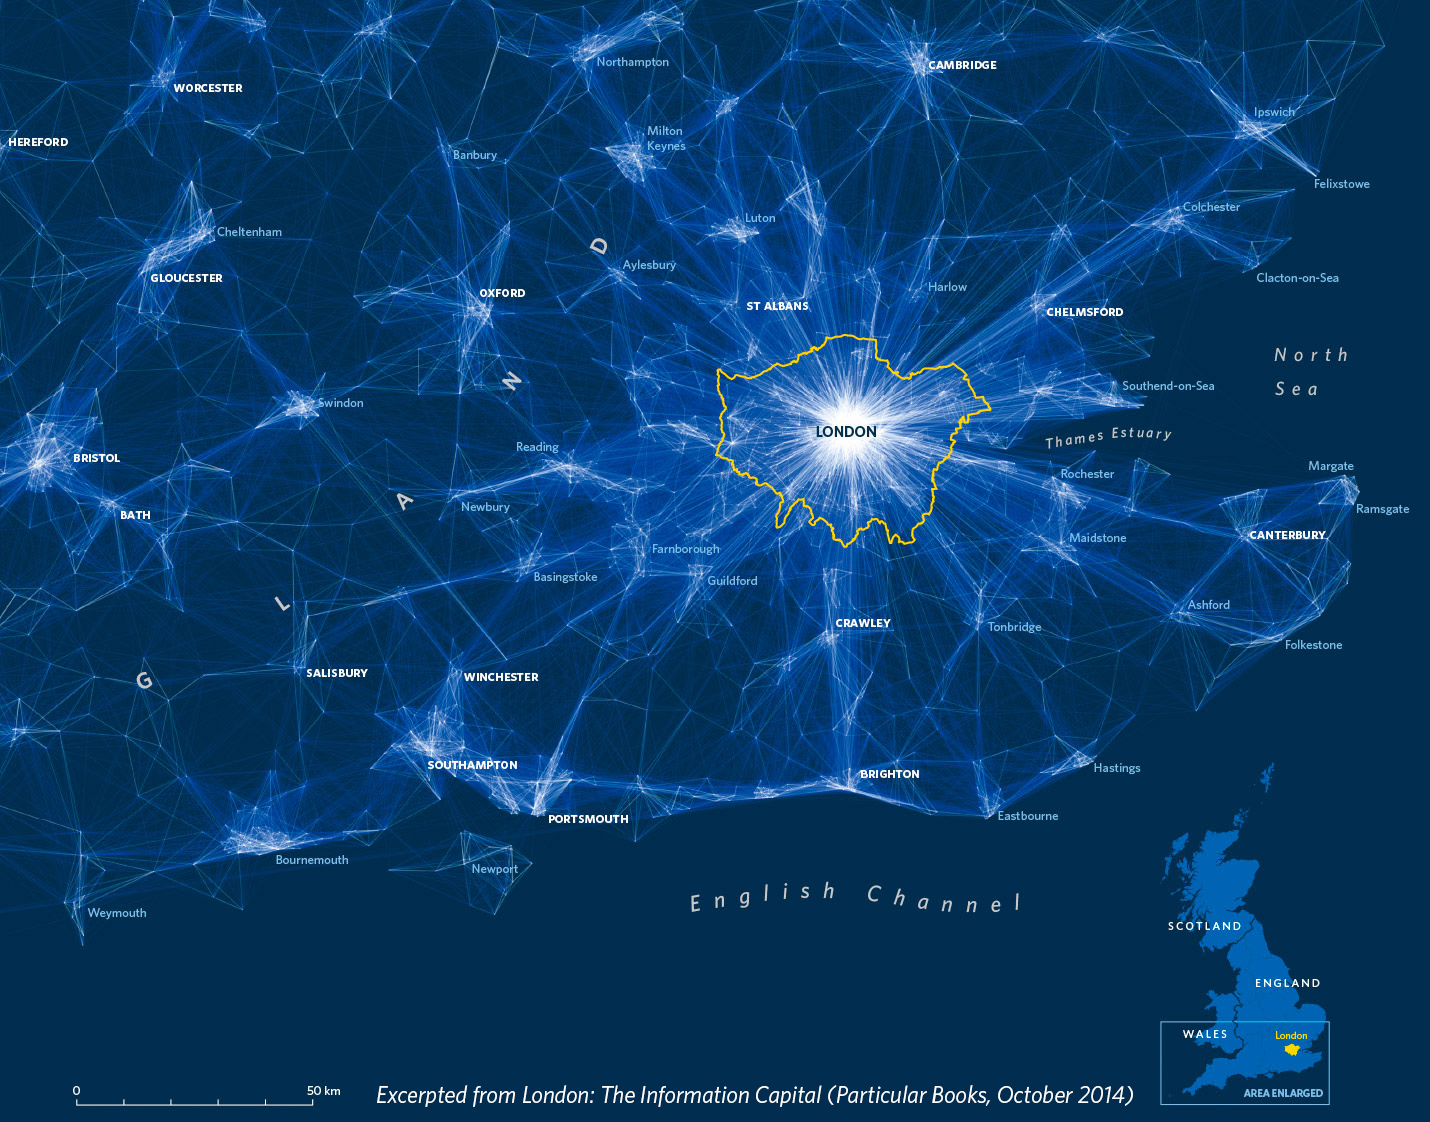 Northampton
CAMBRIDGE
WORCESTER
Ipswich
Milton
Keynes
HEREFORD
Banbury
Felixstowe
Colchester
Luton
Cheltenham
D
Aylesbury
GLOUCESTER
Clacton-on-Sea
Harlow
OXFORD
ST ALBANS
CHELMSFORD
North
Sea
N
Southend-on-Sea
Swindon
LONDON
Thames Estuary
Reading
BRISTOL
Margate
Rochester
A
Newbury
Ramsgate
BATH
CANTERBURY
Maidstone
Farnborough
Basingstoke
Guildford
L
Ashford
CRAWLEY
Tonbridge
Folkestone
SALISBURY
WINCHESTER
G
SOUTHAMPTON
Hastings
BRIGHTON
PORTSMOUTH
Eastbourne
Bournemouth
Newport
English Channel
Weymouth
SCOTLAND
ENGLAND
WALES
London
AREA ENLARGED
0 50 km
Excerpted from London: The Information Capital (Particular Books, October 2014)